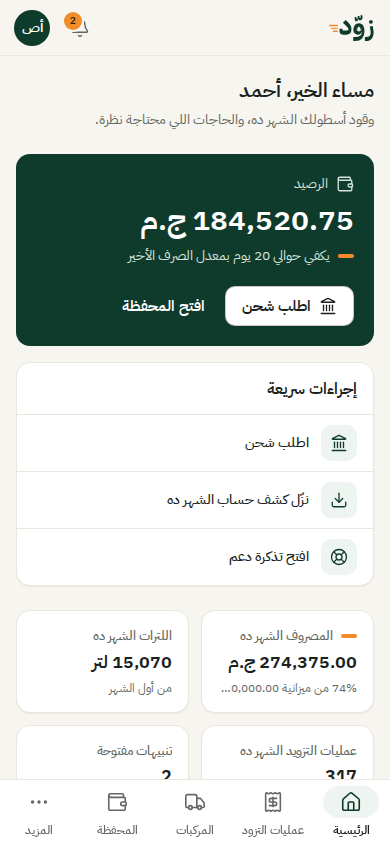 زوّد
2
أص
مساء الخير، أحمد
وقود أسطولك الشهر ده، والحاجات اللي محتاجة نظرة.
الرصيد
184,520.75 ج.م
يكفي حوالي 20 يوم بمعدل الصرف الأخير
اطلب شحن
افتح المحفظة
إجراءات سريعة
اطلب شحن
نزّل كشف حساب الشهر ده
افتح تذكرة دعم
المصروف الشهر ده
274,375.00 ج.م
74% من ميزانية 0,000.00...
اللترات الشهر ده
15,070 لتر
من أول الشهر
عمليات التزويد الشهر ده
317
تنبيهات مفتوحة
2
الرئيسية
عمليات التزود
المركبات
المحفظة
المزيد